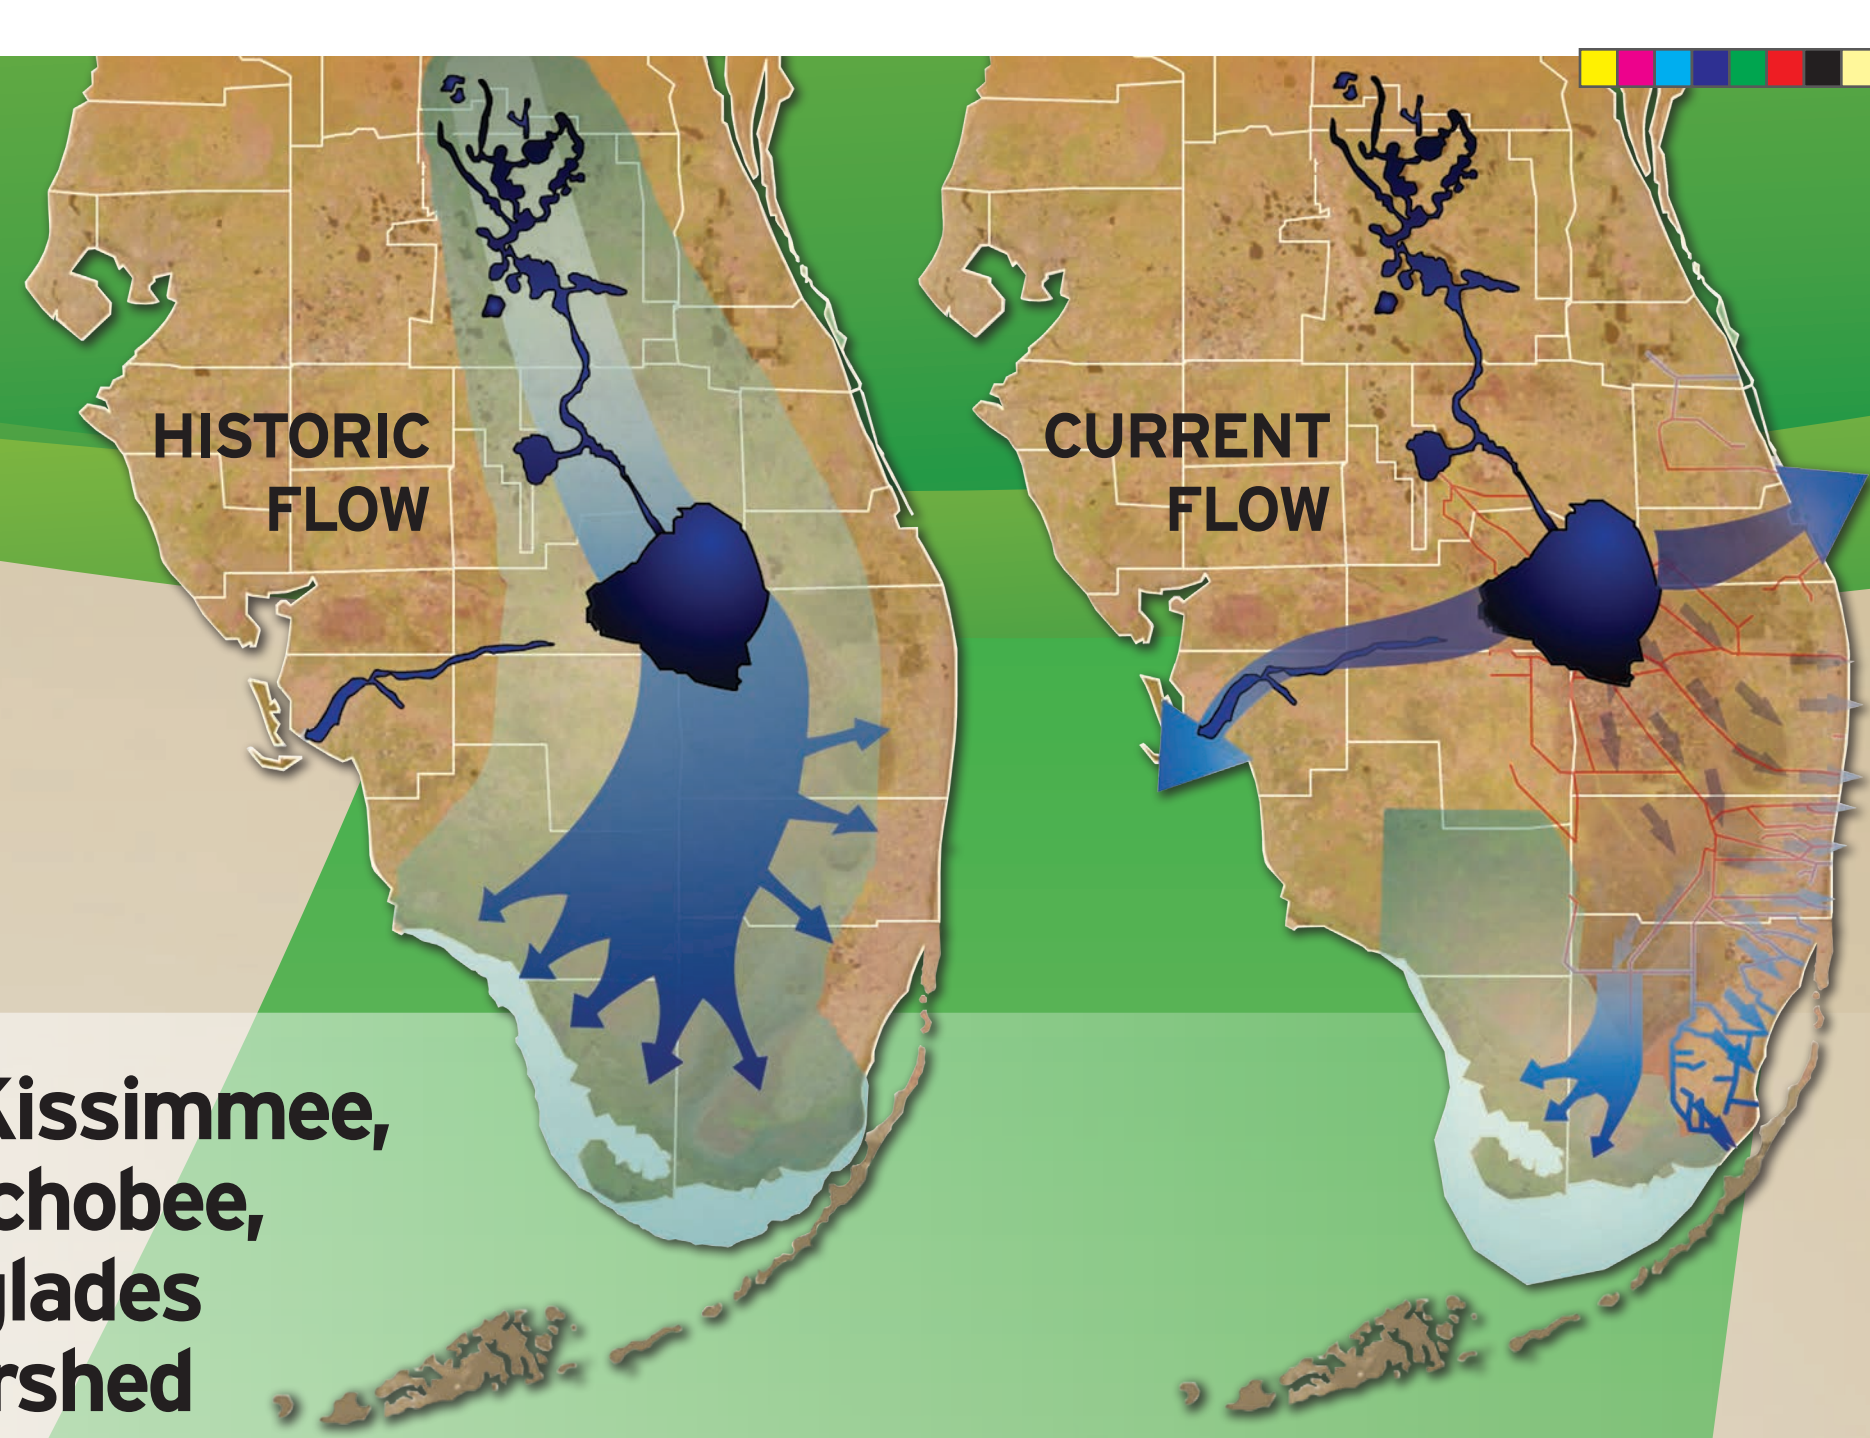 HISTORIC
FLOW
CURRENT
FLOW
Kissimmee,
chobee,
glades
rshed